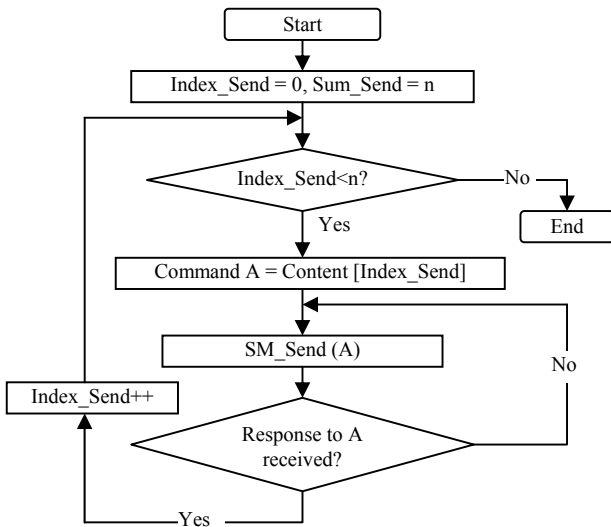 Start
Index_Send = 0, Sum_Send = n
Index_Send<n?
No
End
Yes
Command A = Content [Index_Send]
SM_Send (A)
No
Index_Send++
Response to A
received?
Yes